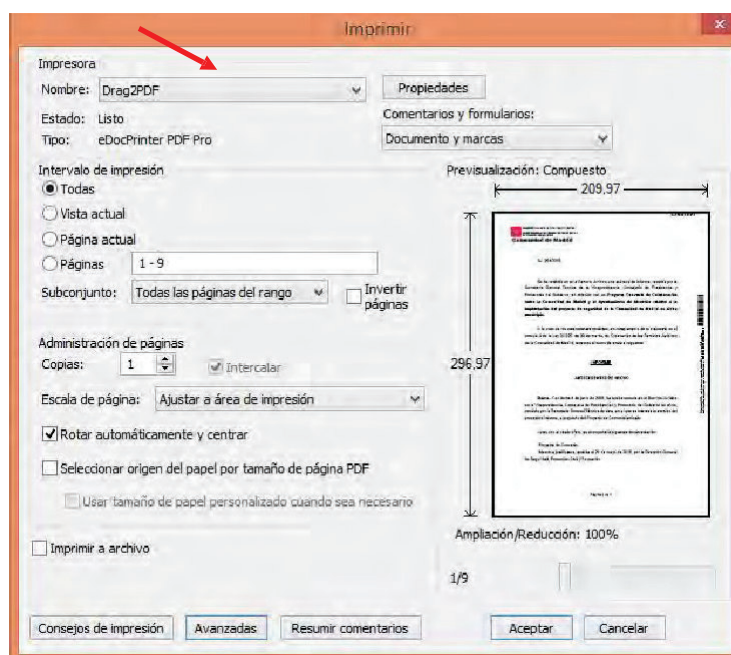 Imprimir
Impresora
Nombre: Drag2PDF
Propiedades
Estado: Listo
Comentarios y formularios:
Tipo: eDocPrinter PDF Pro
Documento y marcas
Intervalo de impresión
Previsualización: Compuesto
Todas
209,97
Vista actual
Página actual
Páginas 1 - 9
Subconjunto: Todas las páginas del rango
Invertir
páginas
Comunidad de Madrid
Administración de páginas
Copias: 1
Intercalar
296,97
Escala de página: Ajustar a área de impresión
Rotar automáticamente y centrar
Seleccionar origen del papel por tamaño de página PDF
Usar tamaño de papel personalizado cuando sea necesario
Ampliación/Reducción: 100%
Imprimir a archivo
1/9
Consejos de impresión
Avanzadas
Resumir comentarios
Aceptar
Cancelar